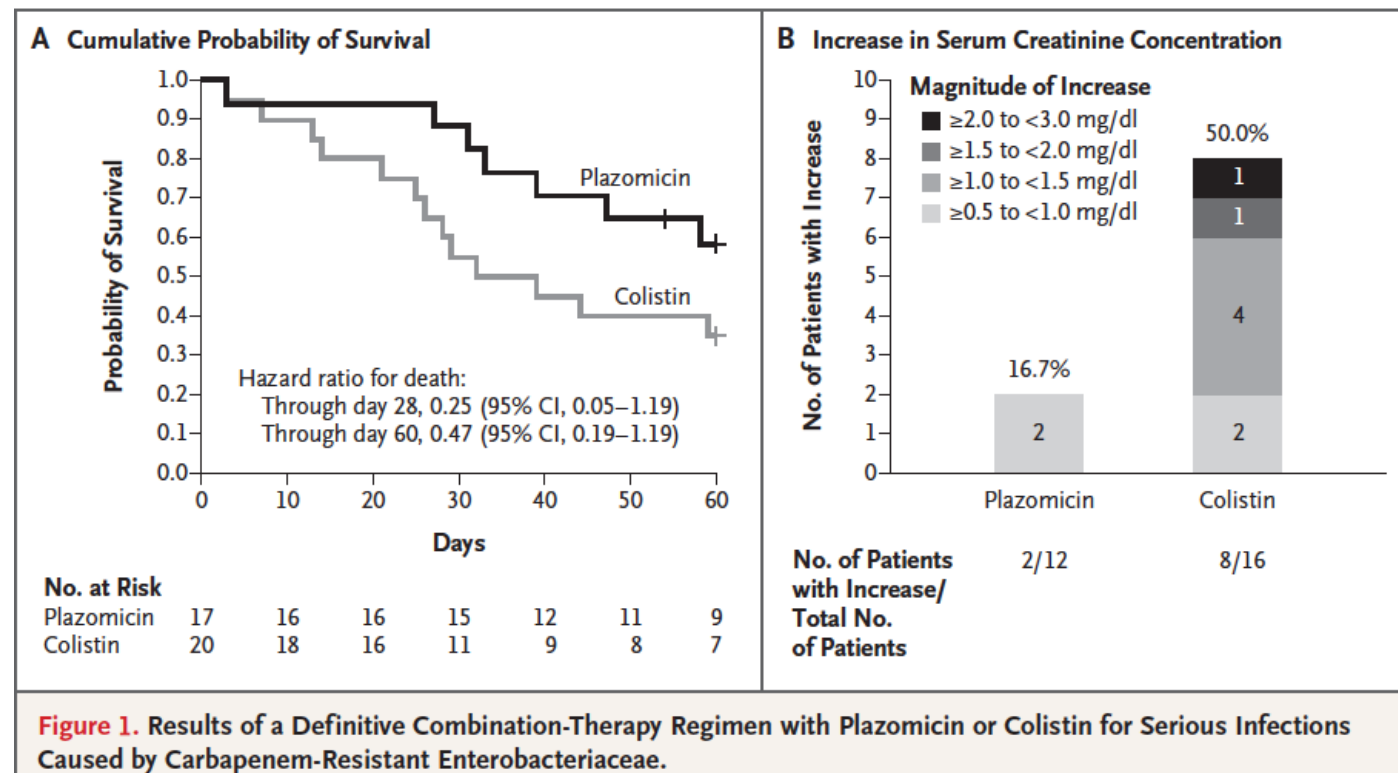 A Cumulative Probability of Survival
Probability of Survival
1.0
0.9
0.8
0.7
0.6
0.5
0.4
0.3
0.2
0.1
0.0
Plazomicin
Colistin
Hazard ratio for death:
Through day 28, 0.25 (95% CI, 0.05–1.19)
Through day 60, 0.47 (95% CI, 0.19–1.19)
0 10 20 30 40 50 60
Days
No. at Risk
Plazomicin 17 16 16 15 12 11 9
Colistin 20 18 16 11 9 8 7
B Increase in Serum Creatinine Concentration
No. of Patients with Increase
10
9
8
7
6
5
4
3
2
1
0
Magnitude of Increase
≥2.0 to <3.0 mg/dl
≥1.5 to <2.0 mg/dl
≥1.0 to <1.5 mg/dl
≥0.5 to <1.0 mg/dl
16.7%
2
50.0%
1
1
4
2
Plazomicin Colistin
No. of Patients 2/12 8/16
with Increase/
Total No.
of Patients
Figure 1. Results of a Definitive Combination-Therapy Regimen with Plazomicin or Colistin for Serious Infections
Caused by Carbapenem-Resistant Enterobacteriaceae.